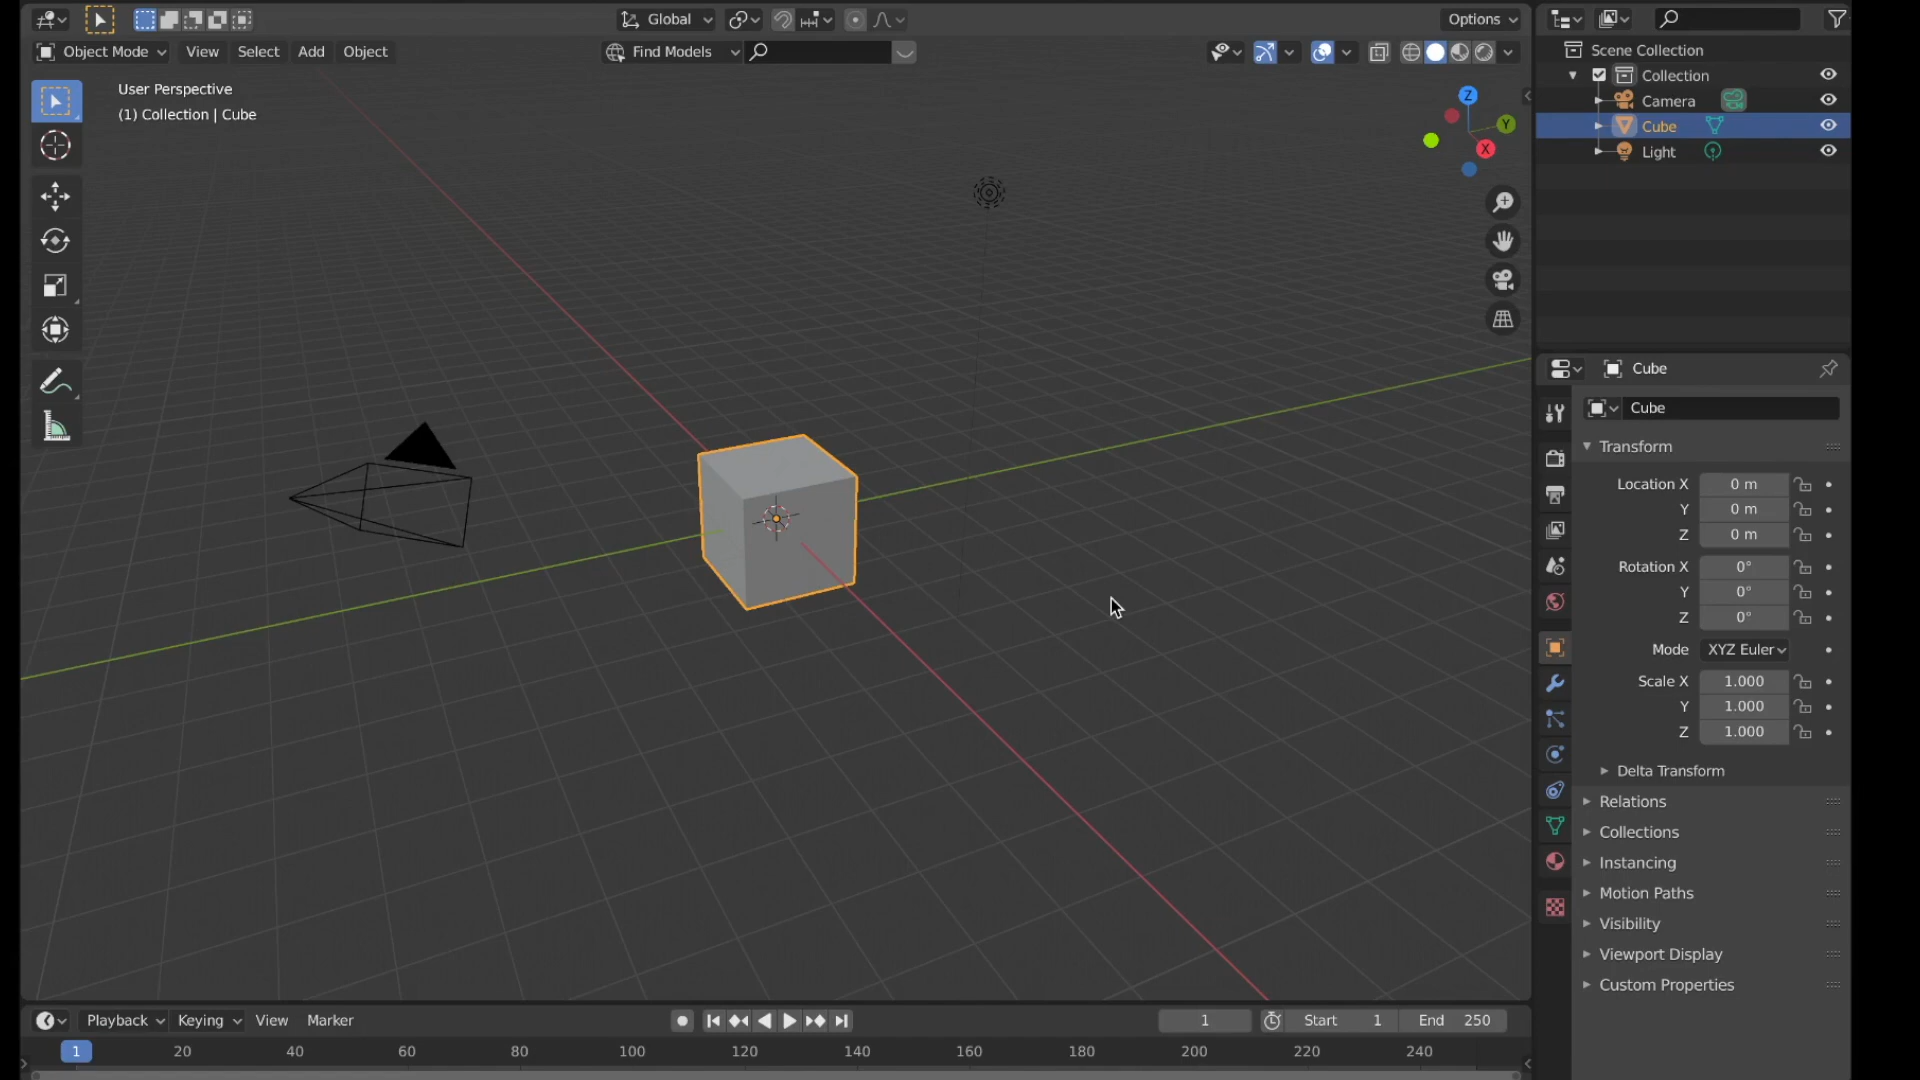 Global
Options
Object Mode View Select Add Object
Find Models
User Perspective
(1) Collection | Cube
Z
Y
X
Scene Collection
Collection
Camera
Cube
Light
Cube
Cube
Transform
Location X 0 m
Y 0 m
Z 0 m
Rotation X 0°
Y 0°
Z 0°
Mode XYZ Euler
Scale X 1.000
Y 1.000
Z 1.000
Delta Transform
Relations
Collections
Instancing
Motion Paths
Visibility
Viewport Display
Custom Properties
Playback Keying View Marker
1 Start 1 End 250
1 20 40 60 80 100 120 140 160 180 200 220 240